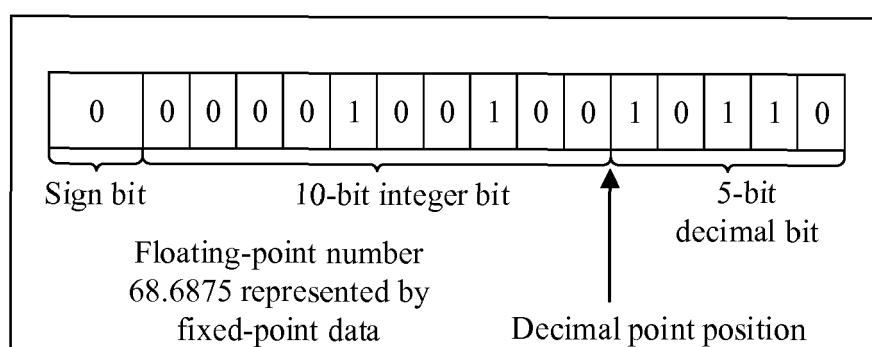 0 0 0 0 0 1 0 0 1 0 0 1 0 1 1 0
Sign bit
10-bit integer bit
5-bit
decimal bit
Floating-point number
68.6875 represented by
fixed-point data
Decimal point position